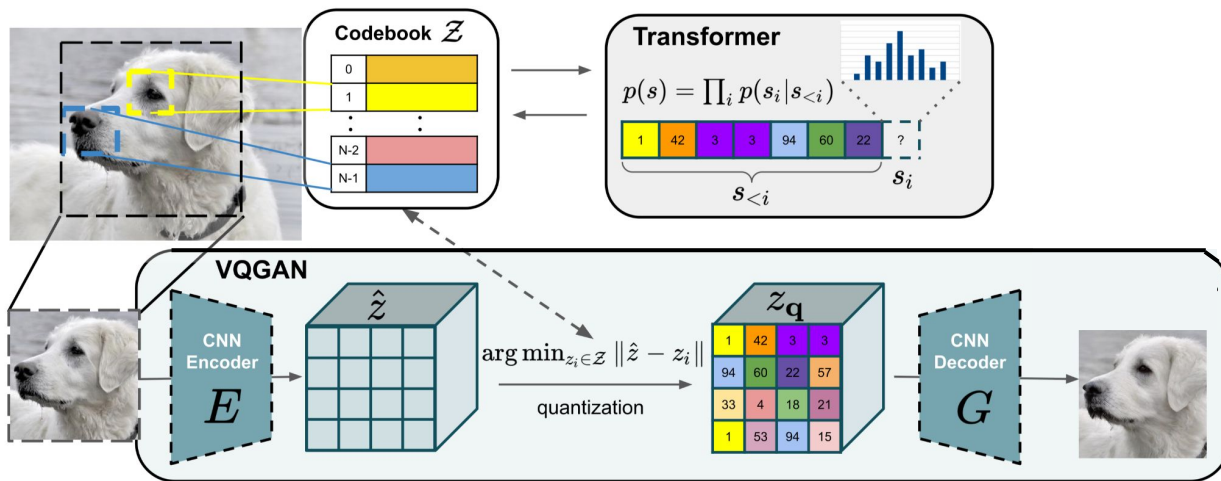 Codebook 𝒵
0
1
: :
N-2
N-1
Transformer
p(s) = ∏ᵢ p(sᵢ|s<ᵢ)
1 42 3 3 94 60 22 ?
s<ᵢ
sᵢ
VQGAN
CNN
Encoder
E
ẑ
arg min_{zᵢ∈𝒵} ‖ẑ − zᵢ‖
quantization
z_q
1 42 3 3
94 60 22 57
33 4 18 21
1 53 94 15
CNN
Decoder
G